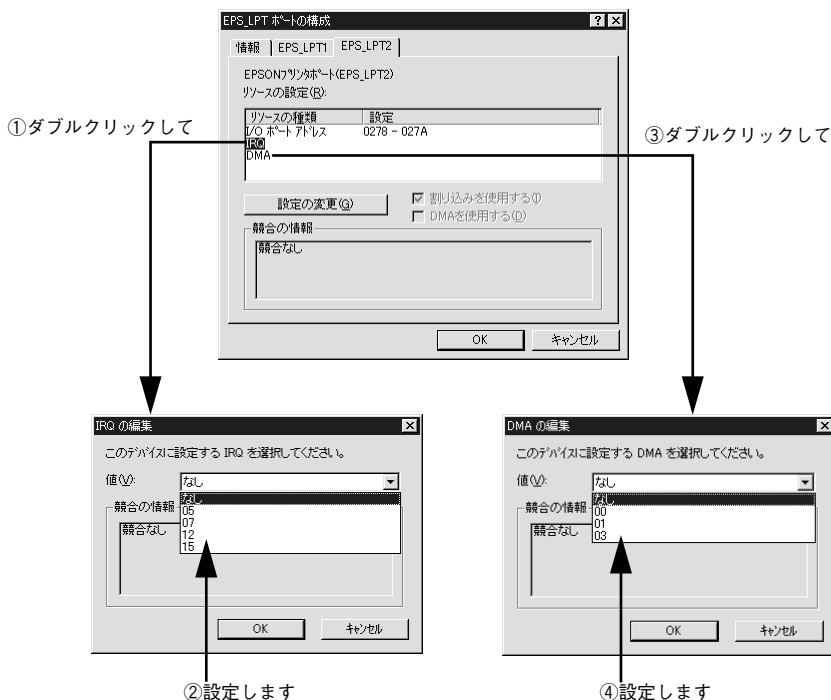 EPS_LPT ポートの構成
情報 EPS_LPT1 EPS_LPT2
EPSONプリンタポート(EPS_LPT2)
リソースの設定(R):
リソースの種類 設定
I/O ポート アドレス 0278 - 027A
IRQ
DMA
設定の変更(G)
割り込みを使用する(I)
DMAを使用する(D)
競合の情報
競合なし
OK キャンセル
①ダブルクリックして
③ダブルクリックして
IRQ の編集
このデバイスに設定する IRQ を選択してください。
値(V): なし
なし
05
07
12
15
競合の情報
競合なし
OK キャンセル
②設定します
DMA の編集
このデバイスに設定する DMA を選択してください。
値(V): なし
なし
00
01
03
競合の情報
競合なし
OK キャンセル
④設定します